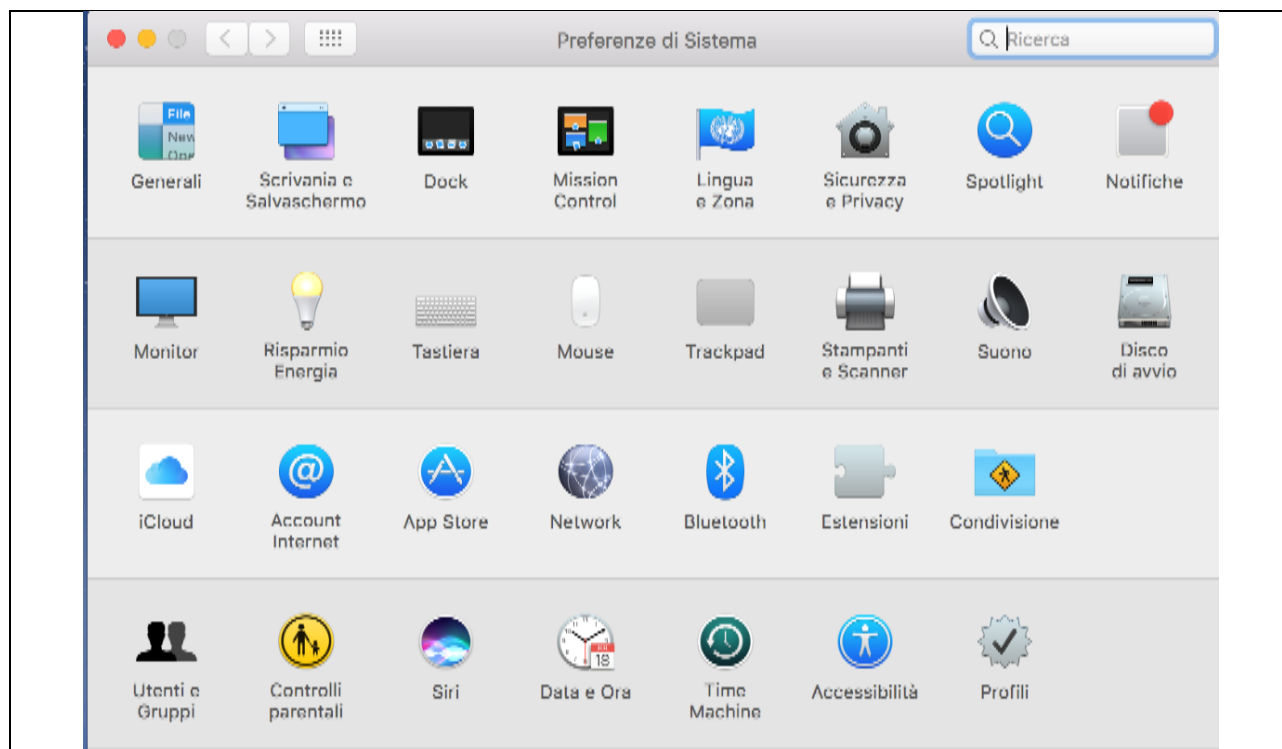 Preferenze di Sistema
Ricerca
File
New
Generali
Scrivania e
Salvaschermo
Dock
Mission
Control
Lingua
e Zona
Sicurezza
e Privacy
Spotlight
Notifiche
Monitor
Risparmio
Energia
Tastiera
Mouse
Trackpad
Stampanti
e Scanner
Suono
Disco
di avvio
iCloud
Account
Internet
App Store
Network
Bluetooth
Estensioni
Condivisione
Utenti e
Gruppi
Controlli
parentali
Siri
18
Data e Ora
Time
Machine
Accessibilità
Profili